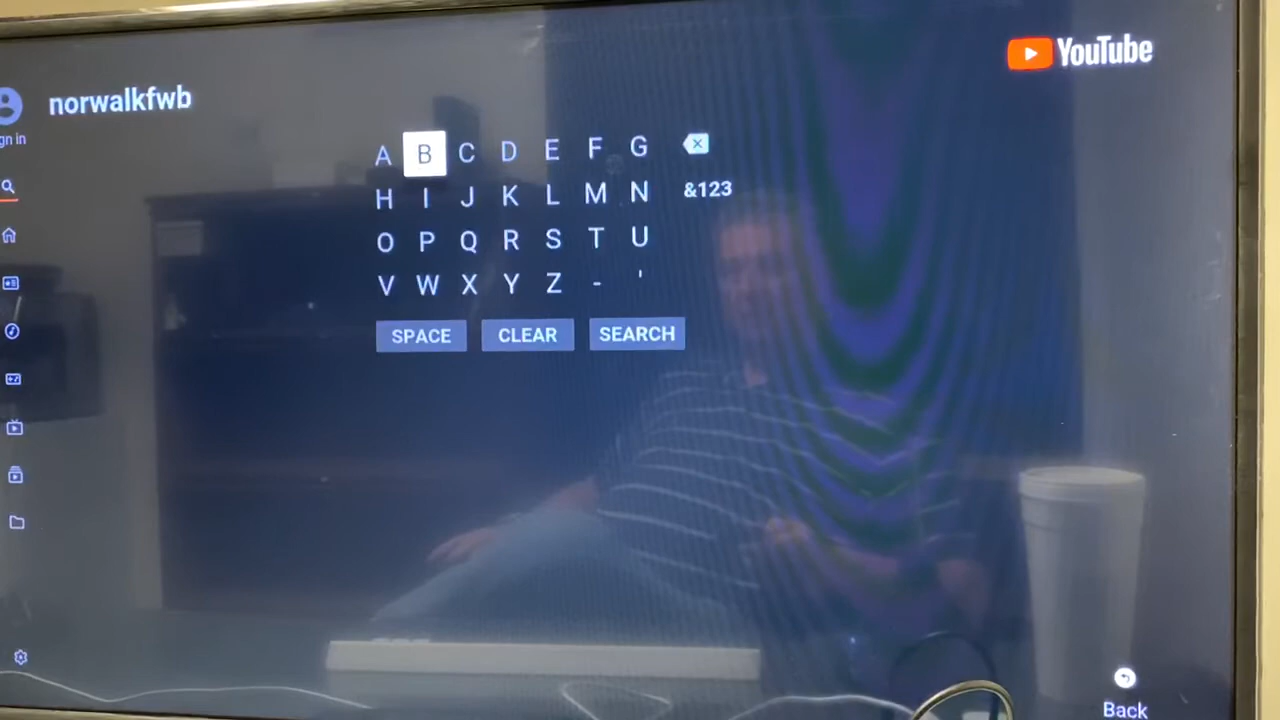 YouTube
gn in
norwalkfwb
A B C D E F G
H I J K L M N &123
O P Q R S T U
V W X Y Z - '
SPACE CLEAR SEARCH
Back